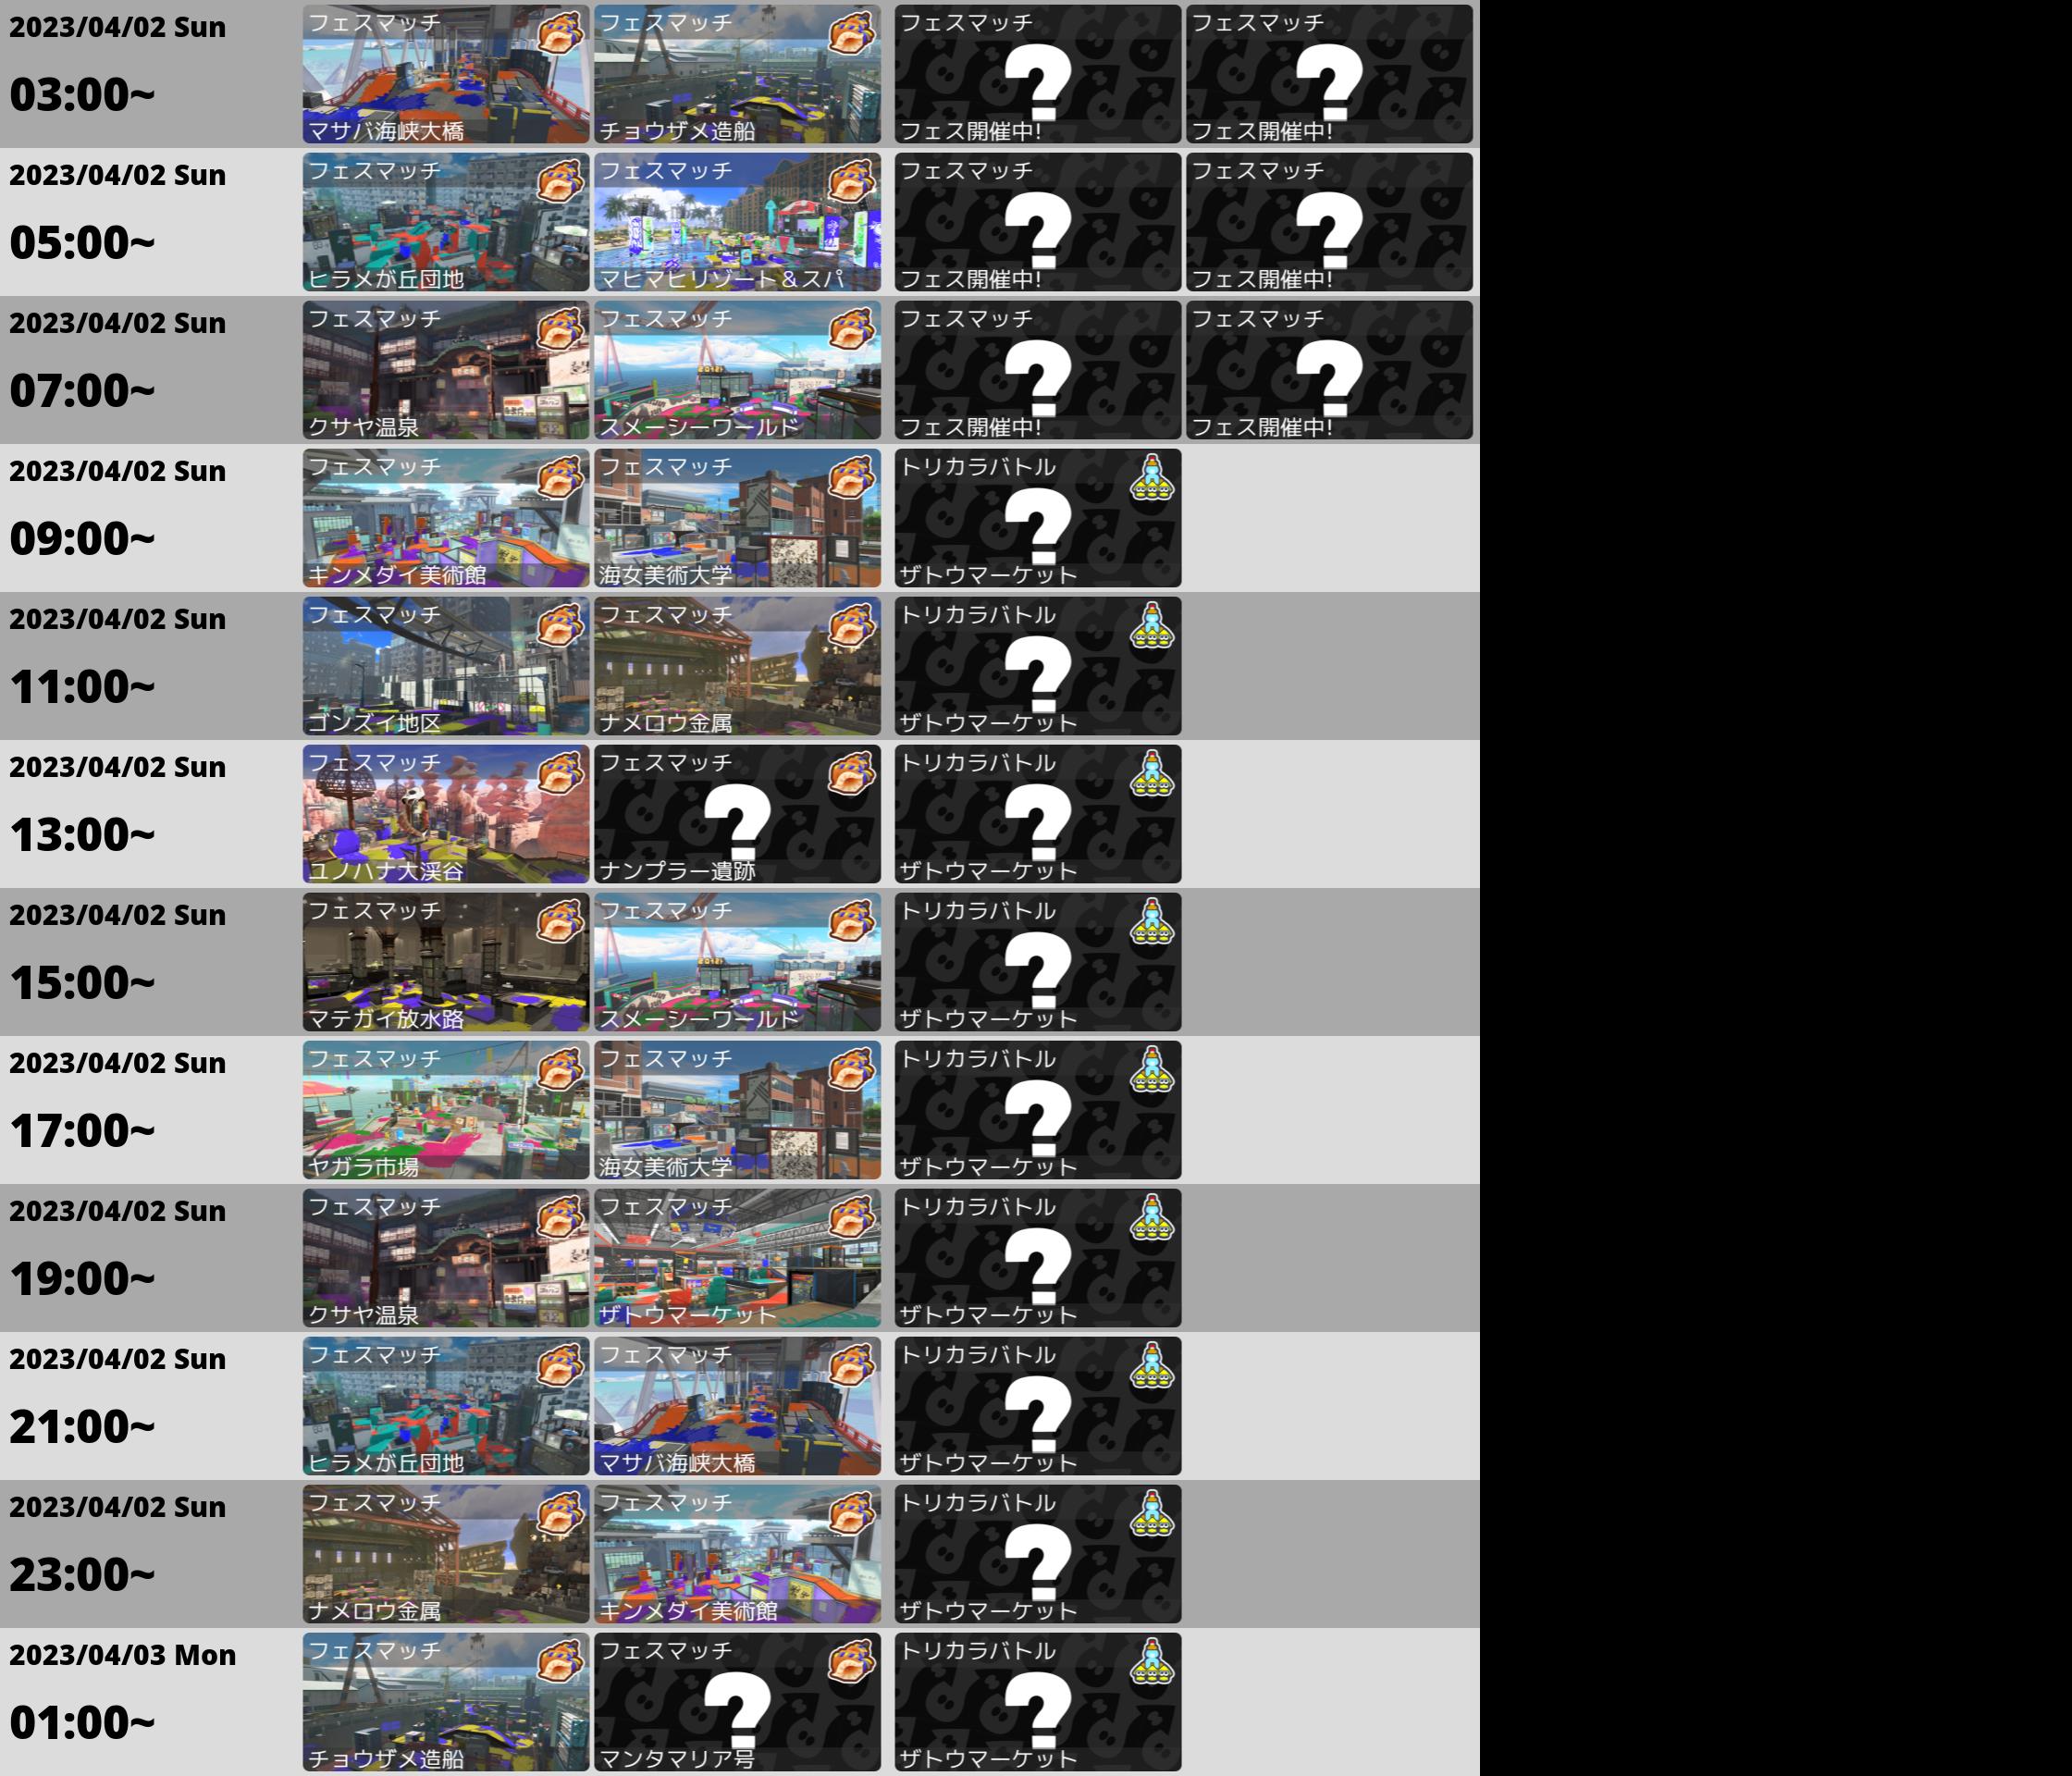 2023/04/02 Sun
03:00~
フェスマッチ
マサバ海峡大橋
フェスマッチ
チョウザメ造船
フェスマッチ
フェス開催中!
フェスマッチ
フェス開催中!
2023/04/02 Sun
05:00~
フェスマッチ
ヒラメが丘団地
フェスマッチ
マヒマヒリゾート&スパ
フェスマッチ
フェス開催中!
フェスマッチ
フェス開催中!
2023/04/02 Sun
07:00~
フェスマッチ
クサヤ温泉
フェスマッチ
スメーシーワールド
フェスマッチ
フェス開催中!
フェスマッチ
フェス開催中!
2023/04/02 Sun
09:00~
フェスマッチ
キンメダイ美術館
フェスマッチ
海女美術大学
トリカラバトル
ザトウマーケット
2023/04/02 Sun
11:00~
フェスマッチ
ゴンズイ地区
フェスマッチ
ナメロウ金属
トリカラバトル
ザトウマーケット
2023/04/02 Sun
13:00~
フェスマッチ
ユノハナ大渓谷
フェスマッチ
ナンプラー遺跡
トリカラバトル
ザトウマーケット
2023/04/02 Sun
15:00~
フェスマッチ
マテガイ放水路
フェスマッチ
スメーシーワールド
トリカラバトル
ザトウマーケット
2023/04/02 Sun
17:00~
フェスマッチ
ヤガラ市場
フェスマッチ
海女美術大学
トリカラバトル
ザトウマーケット
2023/04/02 Sun
19:00~
フェスマッチ
クサヤ温泉
フェスマッチ
ザトウマーケット
トリカラバトル
ザトウマーケット
2023/04/02 Sun
21:00~
フェスマッチ
ヒラメが丘団地
フェスマッチ
マサバ海峡大橋
トリカラバトル
ザトウマーケット
2023/04/02 Sun
23:00~
フェスマッチ
ナメロウ金属
フェスマッチ
キンメダイ美術館
トリカラバトル
ザトウマーケット
2023/04/03 Mon
01:00~
フェスマッチ
チョウザメ造船
フェスマッチ
マンタマリア号
トリカラバトル
ザトウマーケット